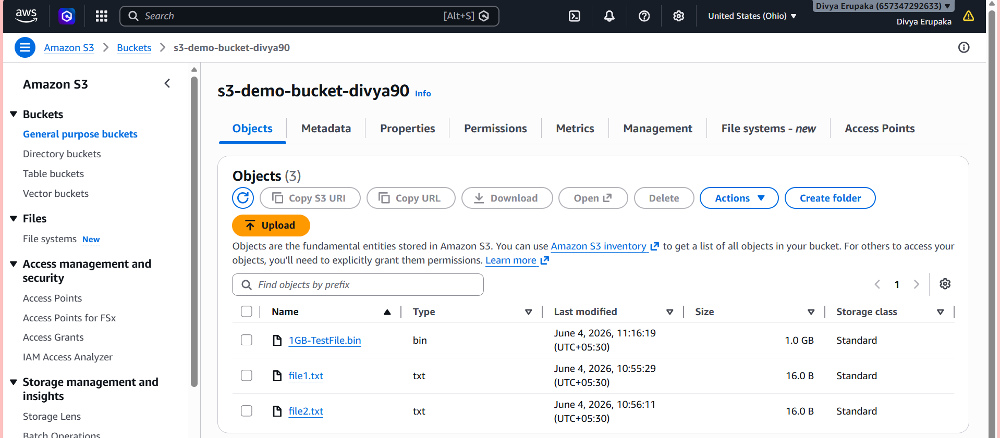 aws
Search
[Alt+S]
United States (Ohio)
Divya Erupaka (657347292633)
Divya Erupaka
Amazon S3
Buckets
s3-demo-bucket-divya90
Amazon S3
Buckets
General purpose buckets
Directory buckets
Table buckets
Vector buckets
Files
File systems New
Access management and
security
Access Points
Access Points for FSx
Access Grants
IAM Access Analyzer
Storage management and
insights
Storage Lens
Batch Operations
s3-demo-bucket-divya90 Info
Objects Metadata Properties Permissions Metrics Management File systems - new Access Points
Objects (3)
Copy S3 URI Copy URL Download Open Delete Actions Create folder
Upload
Objects are the fundamental entities stored in Amazon S3. You can use Amazon S3 inventory to get a list of all objects in your bucket. For others to access your
objects, you'll need to explicitly grant them permissions. Learn more
Find objects by prefix
1
Name Type Last modified Size Storage class
1GB-TestFile.bin bin June 4, 2026, 11:16:19 (UTC+05:30) 1.0 GB Standard
file1.txt txt June 4, 2026, 10:55:29 (UTC+05:30) 16.0 B Standard
file2.txt txt June 4, 2026, 10:56:11 (UTC+05:30) 16.0 B Standard